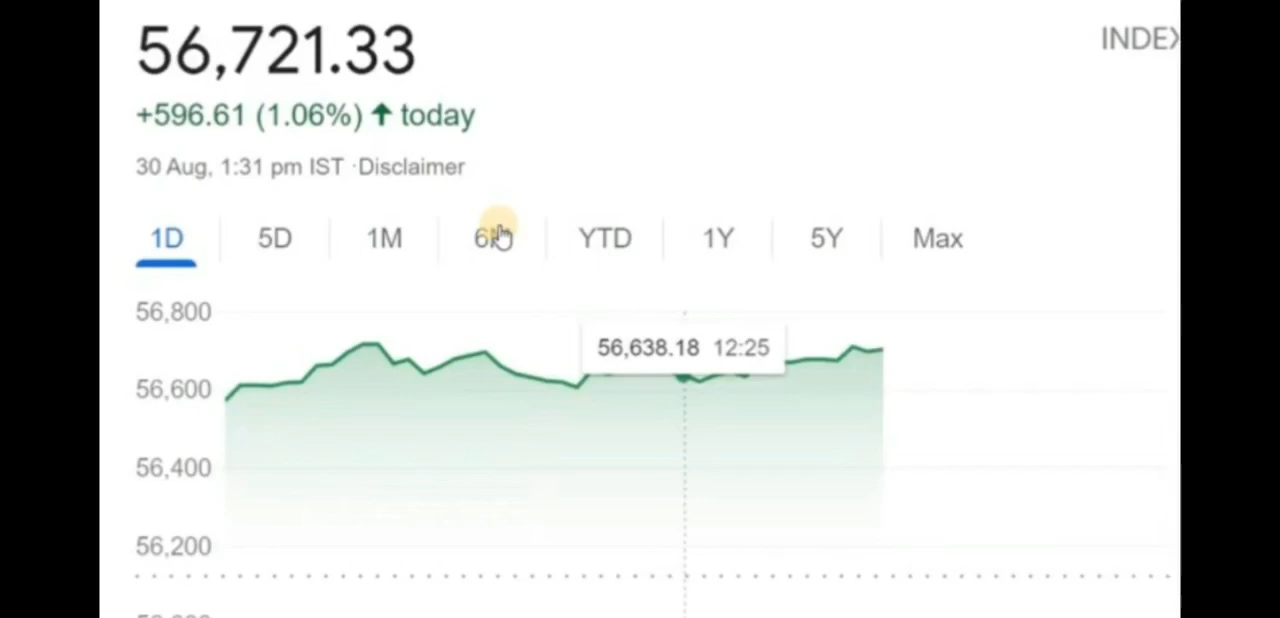 56,721.33
INDEX
+596.61 (1.06%) ↑ today
30 Aug, 1:31 pm IST ·Disclaimer
1D 5D 1M YTD 1Y 5Y Max
56,800
56,638.18 12:25
56,600
56,400
56,200